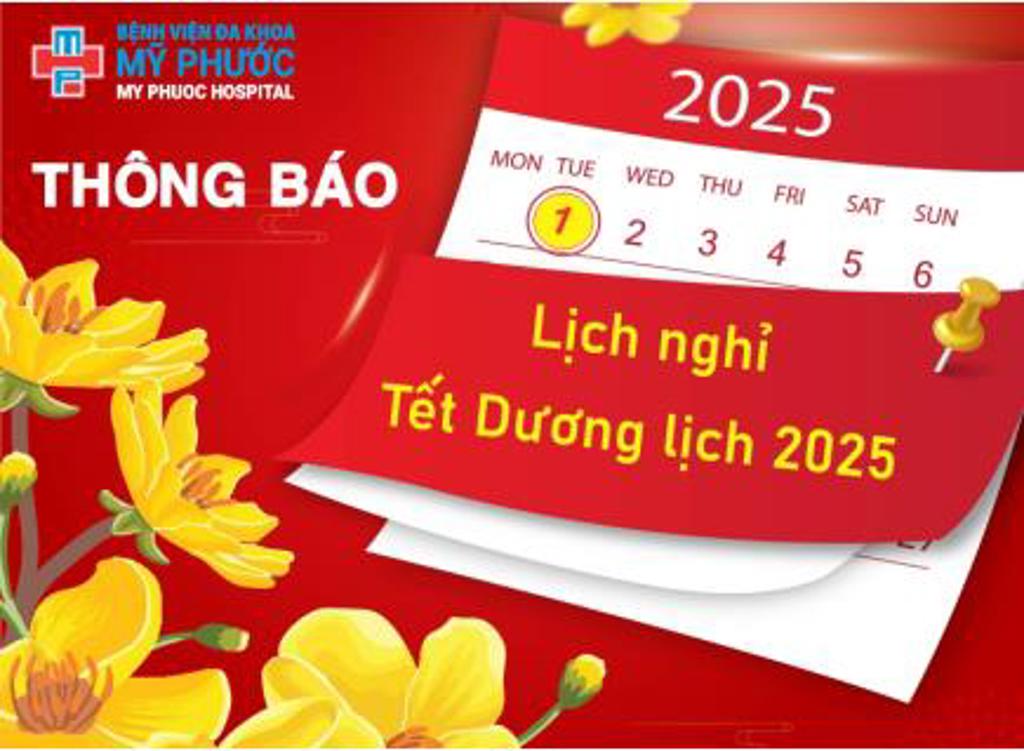 BỆNH VIỆN ĐA KHOA
MỸ PHƯỚC
MY PHUOC HOSPITAL
MP
THÔNG BÁO
2025
MON TUE WED THU FRI SAT SUN
1 2 3 4 5 6
Lịch nghỉ
Tết Dương lịch 2025